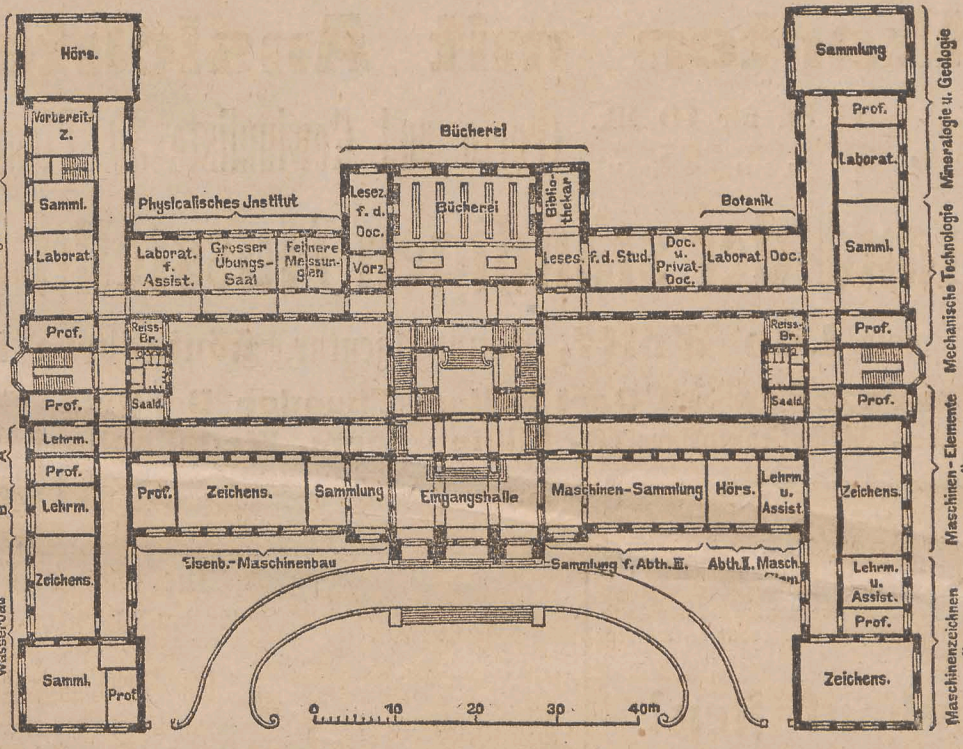 Hörs.
Sammlung
Vorbereit.
Z.
Prof.
Laborat.
Mineralogie u. Geologie
Bücherei
Lesez.
f. d.
Doc.
Vorz.
Bücherei
Biblio-
thekar
Leses.
Samml.
Laborat.
Physicalisches Institut
Laborat.
f.
Assist.
Grosser
Übungs-
Saal
Feinere
Messun-
gen
f. d. Stud.
Doc.
u.
Privat-
Doc.
Botanik
Laborat.
Doc.
Samml.
Mechanische Technologie
Prof.
Reiss-
Br.
Reiss-
Br.
Prof.
Prof.
Saald.
Saald.
Prof.
Lehrm.
Prof.
Lehrm.
A
B
Prof.
Zeichens.
Sammlung
Eingangshalle
Maschinen-Sammlung
Hörs.
Lehrm.
u.
Assist.
Zeichens.
Maschinen-Elemente
Eisenb.-Maschinenbau
Sammlung f. Abth. III.
Abth. II.
Masch.
Zeichens.
Lehrm.
u.
Assist.
Prof.
Wasserbau
Samml.
Prof
Zeichens.
Maschinenzeichnen
0 10 20 30 40m